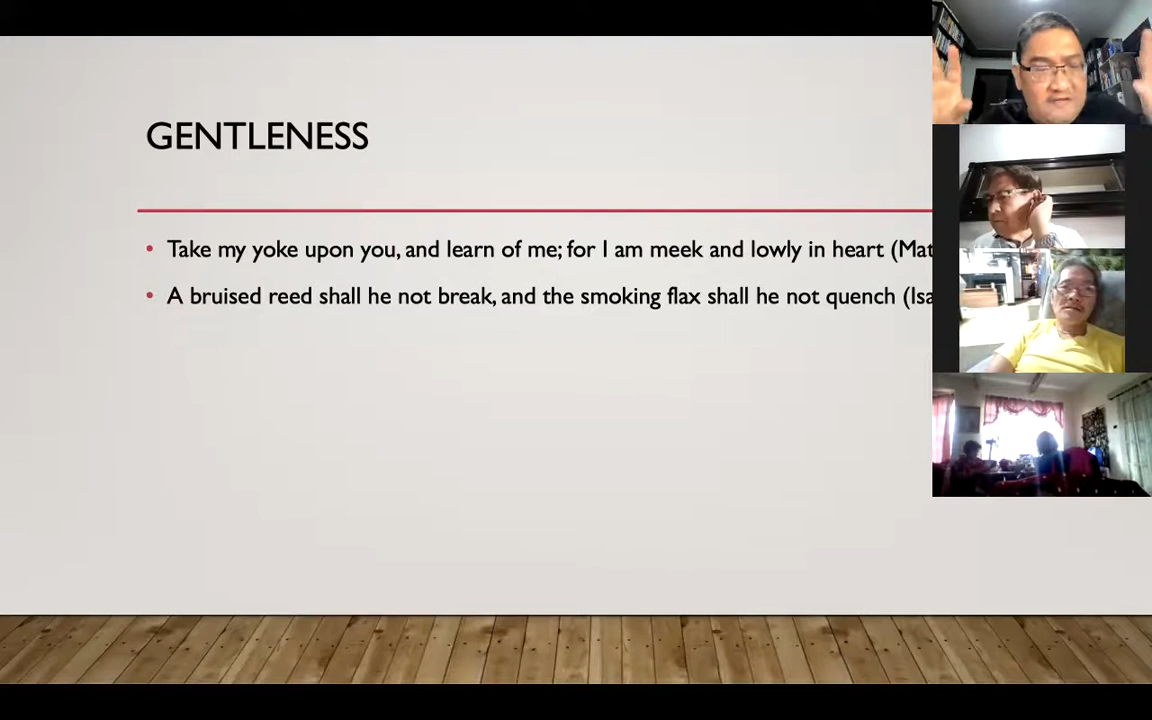 GENTLENESS
• Take my yoke upon you, and learn of me; for I am meek and lowly in heart (Mat
• A bruised reed shall he not break, and the smoking flax shall he not quench (Isa